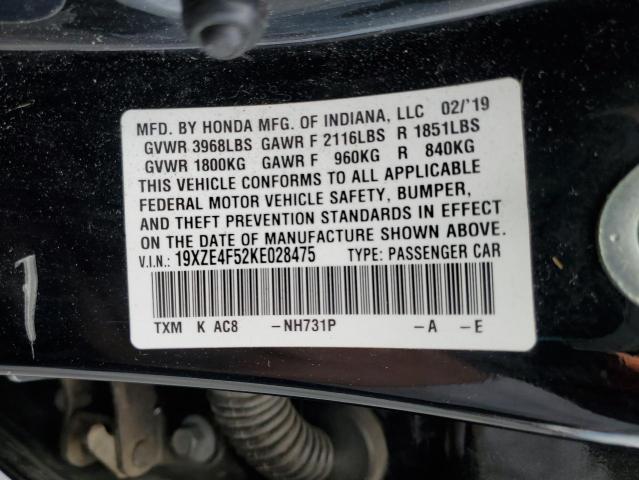 MFD. BY HONDA MFG. OF INDIANA, LLC 02/'19
GVWR 3968LBS GAWR F 2116LBS R 1851LBS
GVWR 1800KG GAWR F 960KG R 840KG
THIS VEHICLE CONFORMS TO ALL APPLICABLE
FEDERAL MOTOR VEHICLE SAFETY, BUMPER,
AND THEFT PREVENTION STANDARDS IN EFFECT
ON THE DATE OF MANUFACTURE SHOWN ABOVE.
V.I.N.: 19XZE4F52KE028475 TYPE: PASSENGER CAR
TXM K AC8 -NH731P -A -E